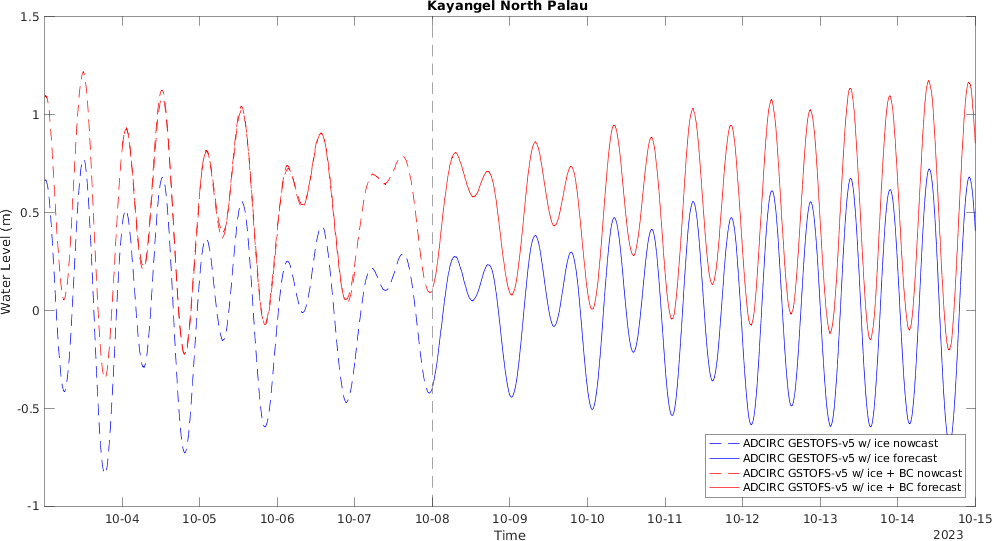 Kayangel North Palau
1.5
1
0.5
0
-0.5
-1
Water Level (m)
ADCIRC GESTOFS-v5 w/ ice nowcast
ADCIRC GESTOFS-v5 w/ ice forecast
ADCIRC GSTOFS-v5 w/ ice + BC nowcast
ADCIRC GSTOFS-v5 w/ ice + BC forecast
10-04 10-05 10-06 10-07 10-08 10-09 10-10 10-11 10-12 10-13 10-14 10-15
Time
2023